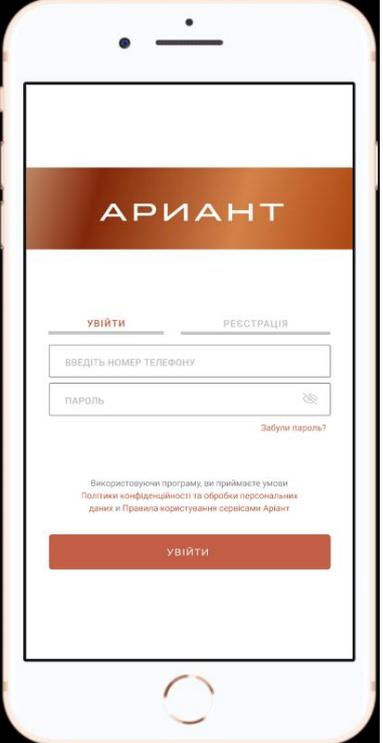 АРИАНТ
УВІЙТИ
РЕЄСТРАЦІЯ
ВВЕДІТЬ НОМЕР ТЕЛЕФОНУ
ПАРОЛЬ
Забули пароль?
Використовуючи програму, ви приймаєте умови
Політики конфіденційності та обробки персональних
даних и Правила користування сервісами Аріант
УВІЙТИ